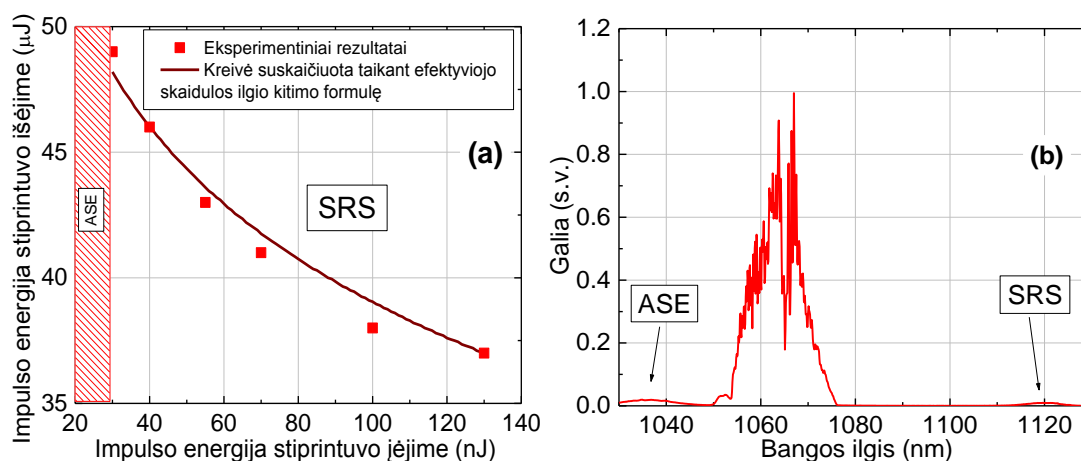 Impulso energija stiprintuvo išėjime (µJ)
50
45
40
35
ASE
Eksperimentiniai rezultatai
Kreivė suskaičiuota taikant efektyviojo
skaidulos ilgio kitimo formulę
(a)
SRS
20 40 60 80 100 120 140
Impulso energija stiprintuvo įėjime (nJ)
Galia (s.v.)
1.2
1.0
0.8
0.6
0.4
0.2
0.0
(b)
ASE
SRS
1040 1060 1080 1100 1120
Bangos ilgis (nm)